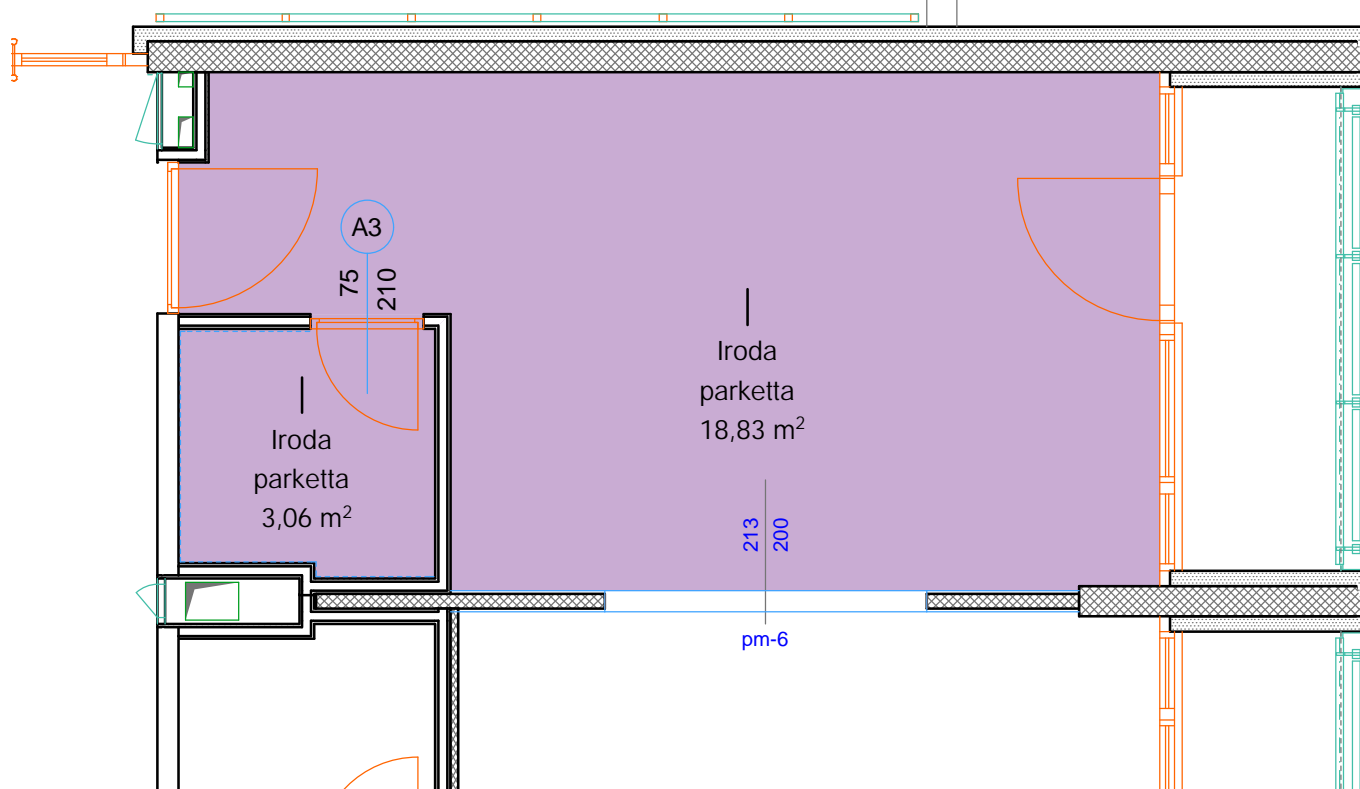 A3
75
210
Iroda
parketta
18,83 m²
Iroda
parketta
3,06 m²
213
200
pm-6